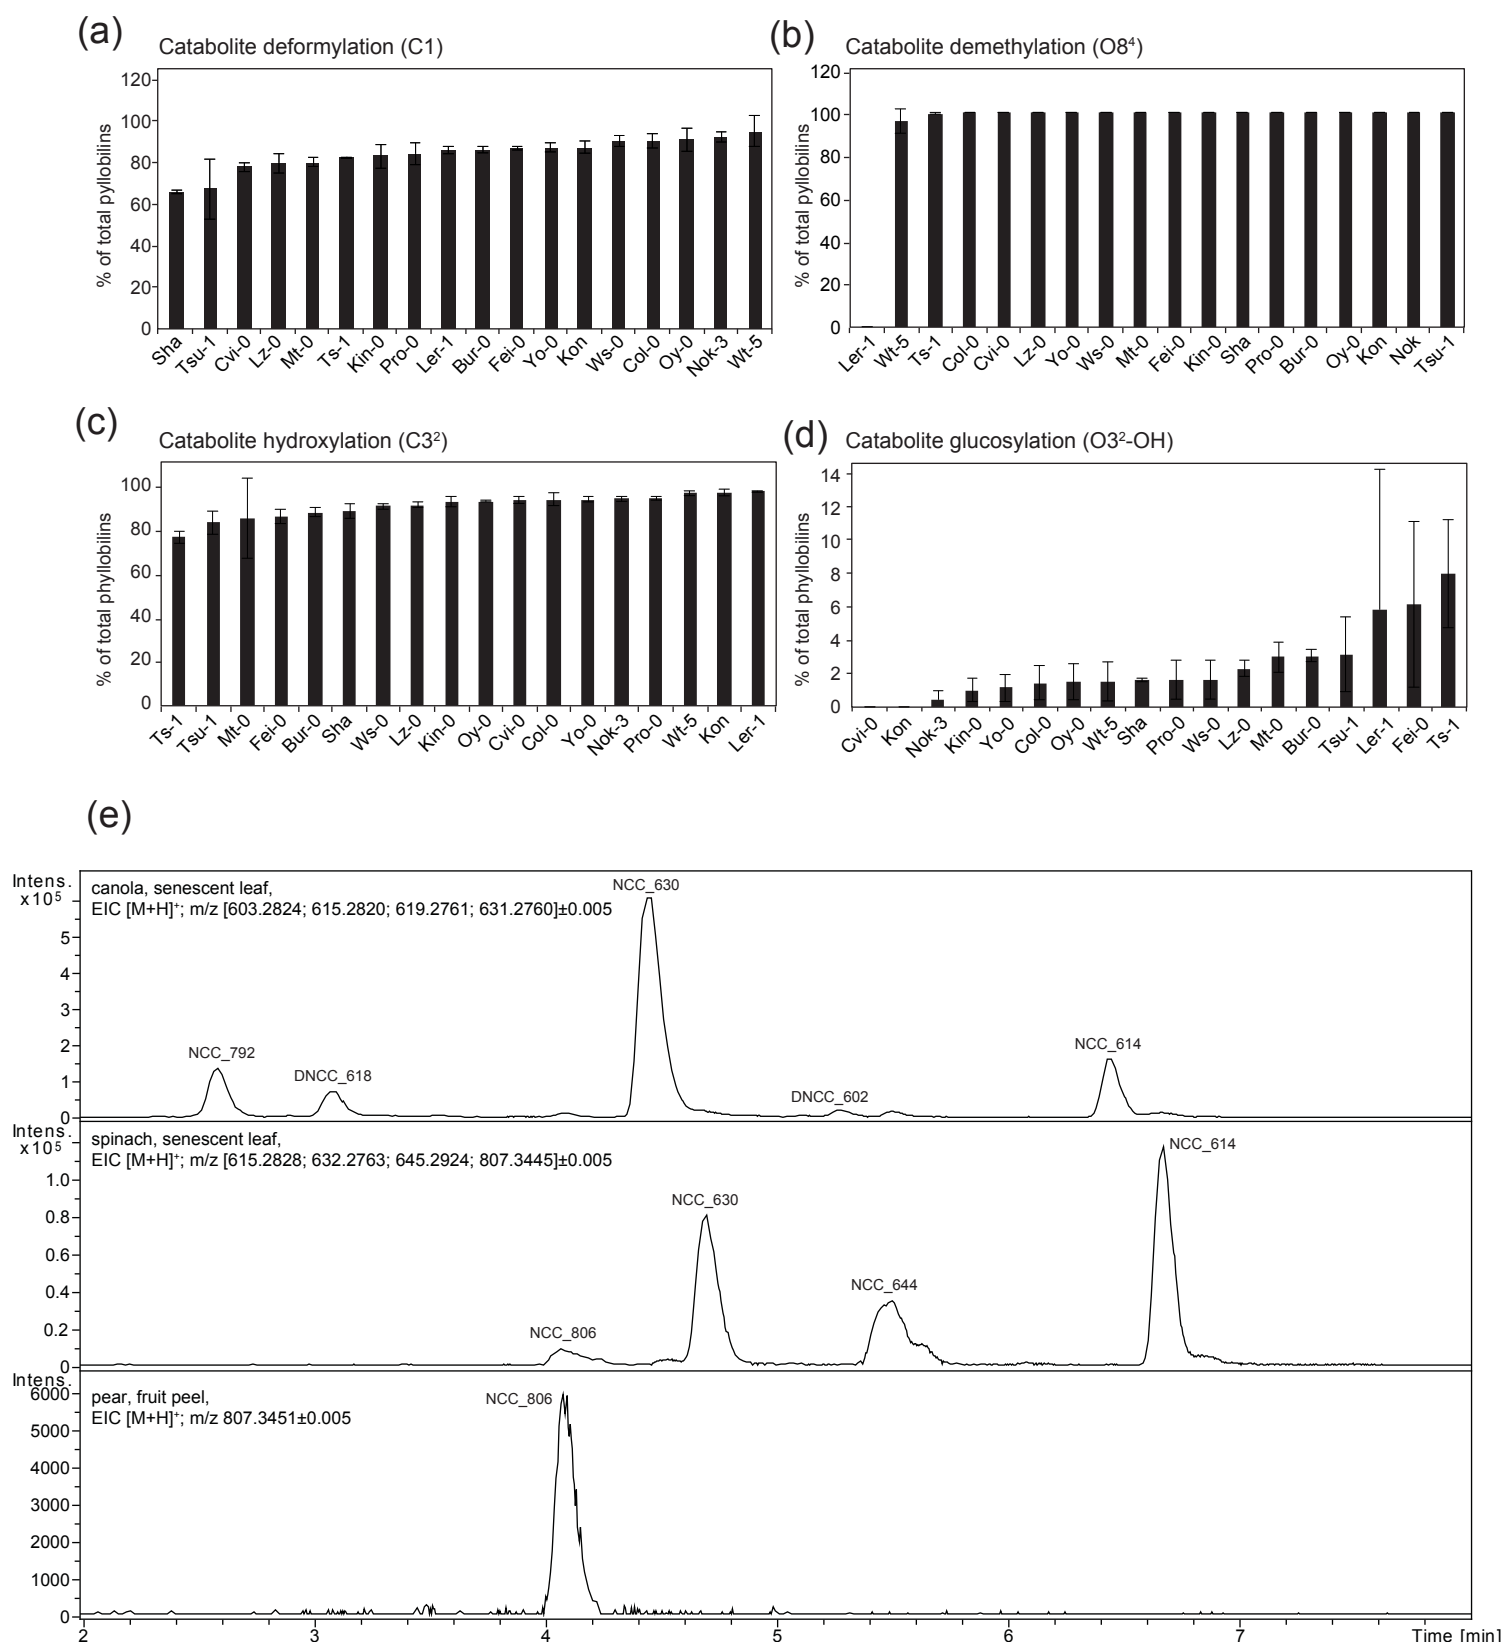 (a)
Catabolite deformylation (C1)
% of total pyllobilins
120
100
80
60
40
20
0
Sha Tsu-1 Cvi-0 Lz-0 Mt-0 Ts-1 Kin-0 Pro-0 Ler-1 Bur-0 Fei-0 Yo-0 Kon Ws-0 Col-0 Oy-0 Nok-3 Wt-5
(b)
Catabolite demethylation (O8⁴)
% of total pyllobilins
120
100
80
60
40
20
0
Ler-1 Wt-5 Ts-1 Col-0 Cvi-0 Lz-0 Yo-0 Ws-0 Mt-0 Fei-0 Kin-0 Sha Pro-0 Bur-0 Oy-0 Kon Nok Tsu-1
(c)
Catabolite hydroxylation (C3²)
% of total phyllobilins
100
80
60
40
20
0
Ts-1 Tsu-1 Mt-0 Fei-0 Bur-0 Sha Ws-0 Lz-0 Kin-0 Oy-0 Cvi-0 Col-0 Yo-0 Nok-3 Pro-0 Wt-5 Kon Ler-1
(d)
Catabolite glucosylation (O3²-OH)
% of total phyllobilins
14
12
10
8
6
4
2
0
Cvi-0 Kon Nok-3 Kin-0 Yo-0 Col-0 Oy-0 Wt-5 Sha Pro-0 Ws-0 Lz-0 Mt-0 Bur-0 Tsu-1 Ler-1 Fei-0 Ts-1
(e)
Intens.
x10⁵
canola, senescent leaf,
EIC [M+H]⁺; m/z [603.2824; 615.2820; 619.2761; 631.2760]±0.005
5
4
3
2
1
0
NCC_792
DNCC_618
NCC_630
DNCC_602
NCC_614
Intens.
x10⁵
spinach, senescent leaf,
EIC [M+H]⁺; m/z [615.2828; 632.2763; 645.2924; 807.3445]±0.005
1.0
0.8
0.6
0.4
0.2
0
NCC_806
NCC_630
NCC_644
NCC_614
Intens.
pear, fruit peel,
EIC [M+H]⁺; m/z 807.3451±0.005
6000
5000
4000
3000
2000
1000
0
NCC_806
2 3 4 5 6 7 Time [min]